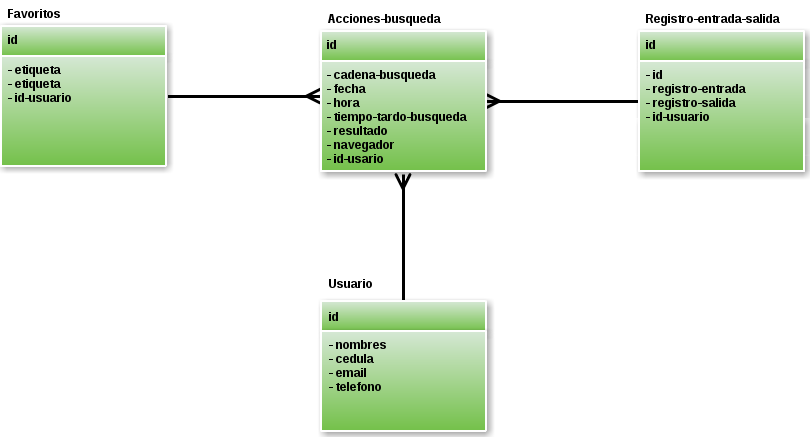 Favoritos
id
- etiqueta
- etiqueta
- id-usuario
Acciones-busqueda
id
- cadena-busqueda
- fecha
- hora
- tiempo-tardo-busqueda
- resultado
- navegador
- id-usario
Registro-entrada-salida
id
- id
- registro-entrada
- registro-salida
- id-usuario
Usuario
id
- nombres
- cedula
- email
- telefono